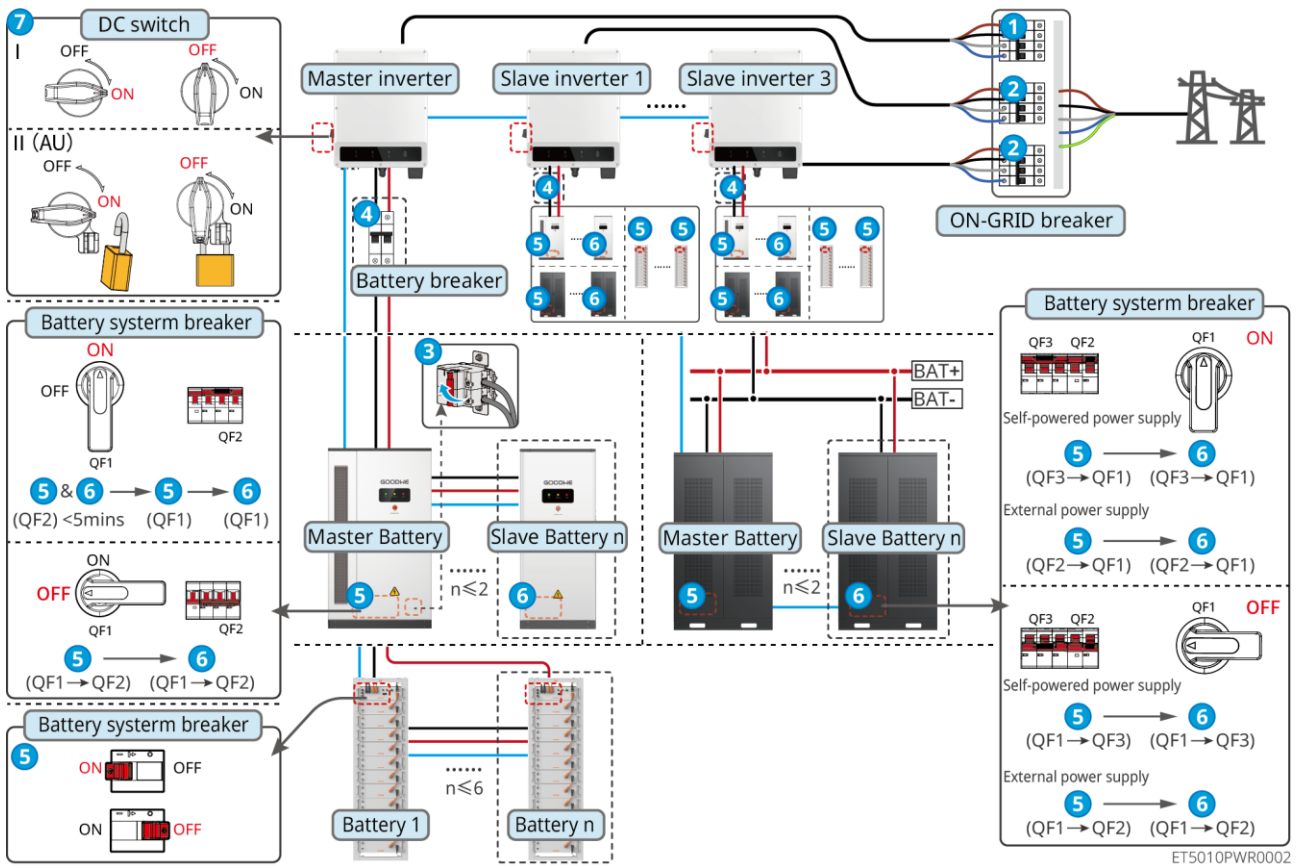 7 DC switch
I
OFF
ON
OFF
ON
II (AU)
OFF
ON
OFF
ON
Master inverter
Slave inverter 1
Slave inverter 3
......
1
2
2
ON-GRID breaker
4
Battery breaker
4
4
5 ...... 6
5 ...... 6
5 ...... 5
5 ...... 6
5 ...... 6
5 ...... 5
Battery systerm breaker
ON
OFF
QF1
QF2
5 & 6 → 5 → 6
(QF2) <5mins (QF1) (QF1)
ON
OFF
QF1
QF2
5 → 6
(QF1→QF2) (QF1→QF2)
Battery systerm breaker
5
ON OFF
ON OFF
3
GOODWE
Master Battery
5
......
n≤2
GOODWE
Slave Battery n
6
BAT+
BAT-
Master Battery
5
......
n≤2
Slave Battery n
6
Battery 1
......
n≤6
Battery n
Battery systerm breaker
QF3 QF2
QF1
ON
Self-powered power supply
5 → 6
(QF3→QF1) (QF3→QF1)
External power supply
5 → 6
(QF2→QF1) (QF2→QF1)
QF3 QF2
QF1
OFF
Self-powered power supply
5 → 6
(QF1→QF3) (QF1→QF3)
External power supply
5 → 6
(QF1→QF2) (QF1→QF2)
ET5010PWR0002